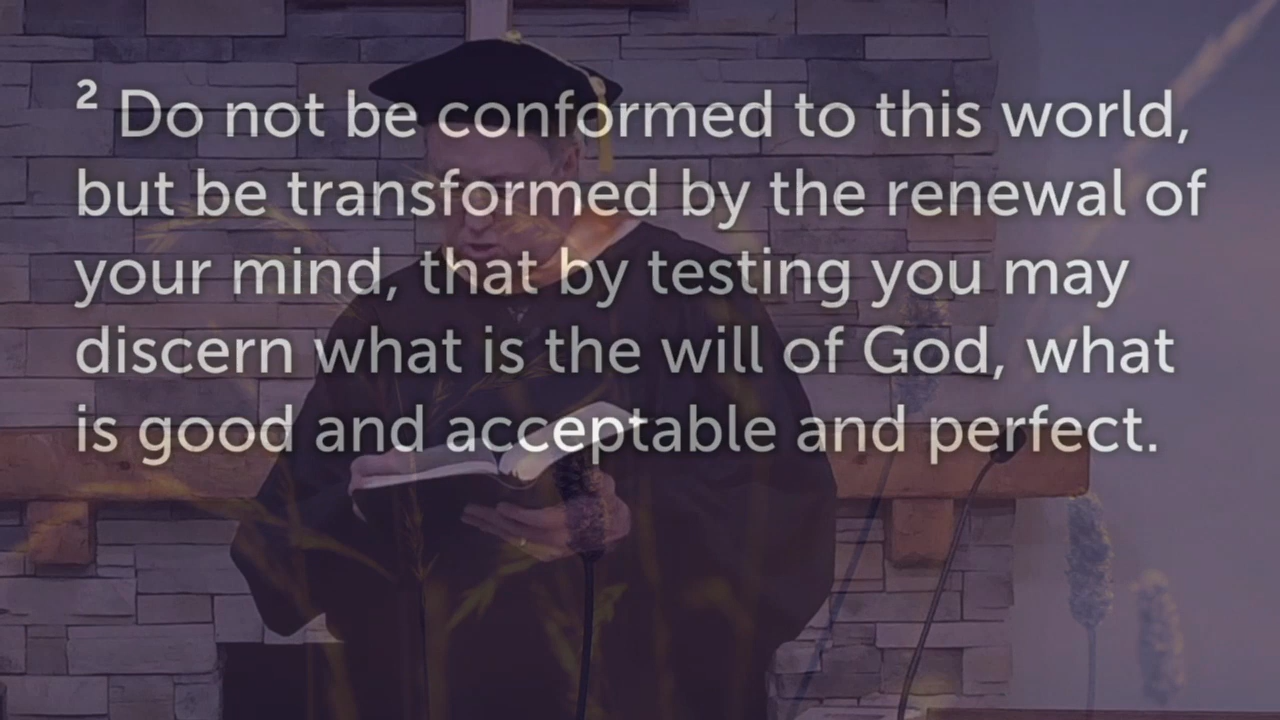 ² Do not be conformed to this world,
but be transformed by the renewal of
your mind, that by testing you may
discern what is the will of God, what
is good and acceptable and perfect.